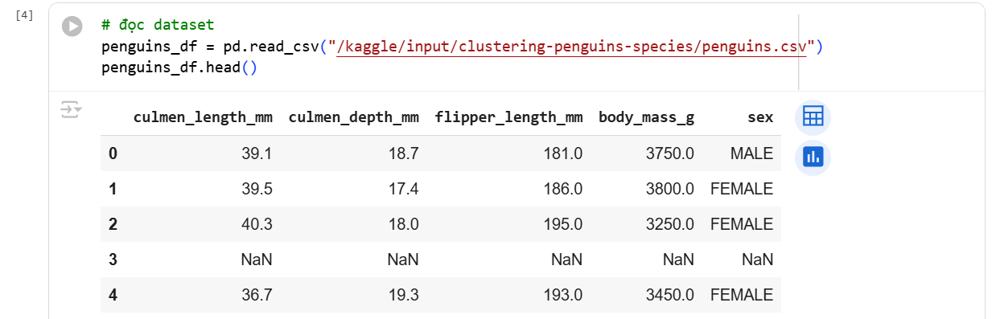 [4]
# đọc dataset
penguins_df = pd.read_csv("/kaggle/input/clustering-penguins-species/penguins.csv")
penguins_df.head()
culmen_length_mm culmen_depth_mm flipper_length_mm body_mass_g sex
0 39.1 18.7 181.0 3750.0 MALE
1 39.5 17.4 186.0 3800.0 FEMALE
2 40.3 18.0 195.0 3250.0 FEMALE
3 NaN NaN NaN NaN NaN
4 36.7 19.3 193.0 3450.0 FEMALE